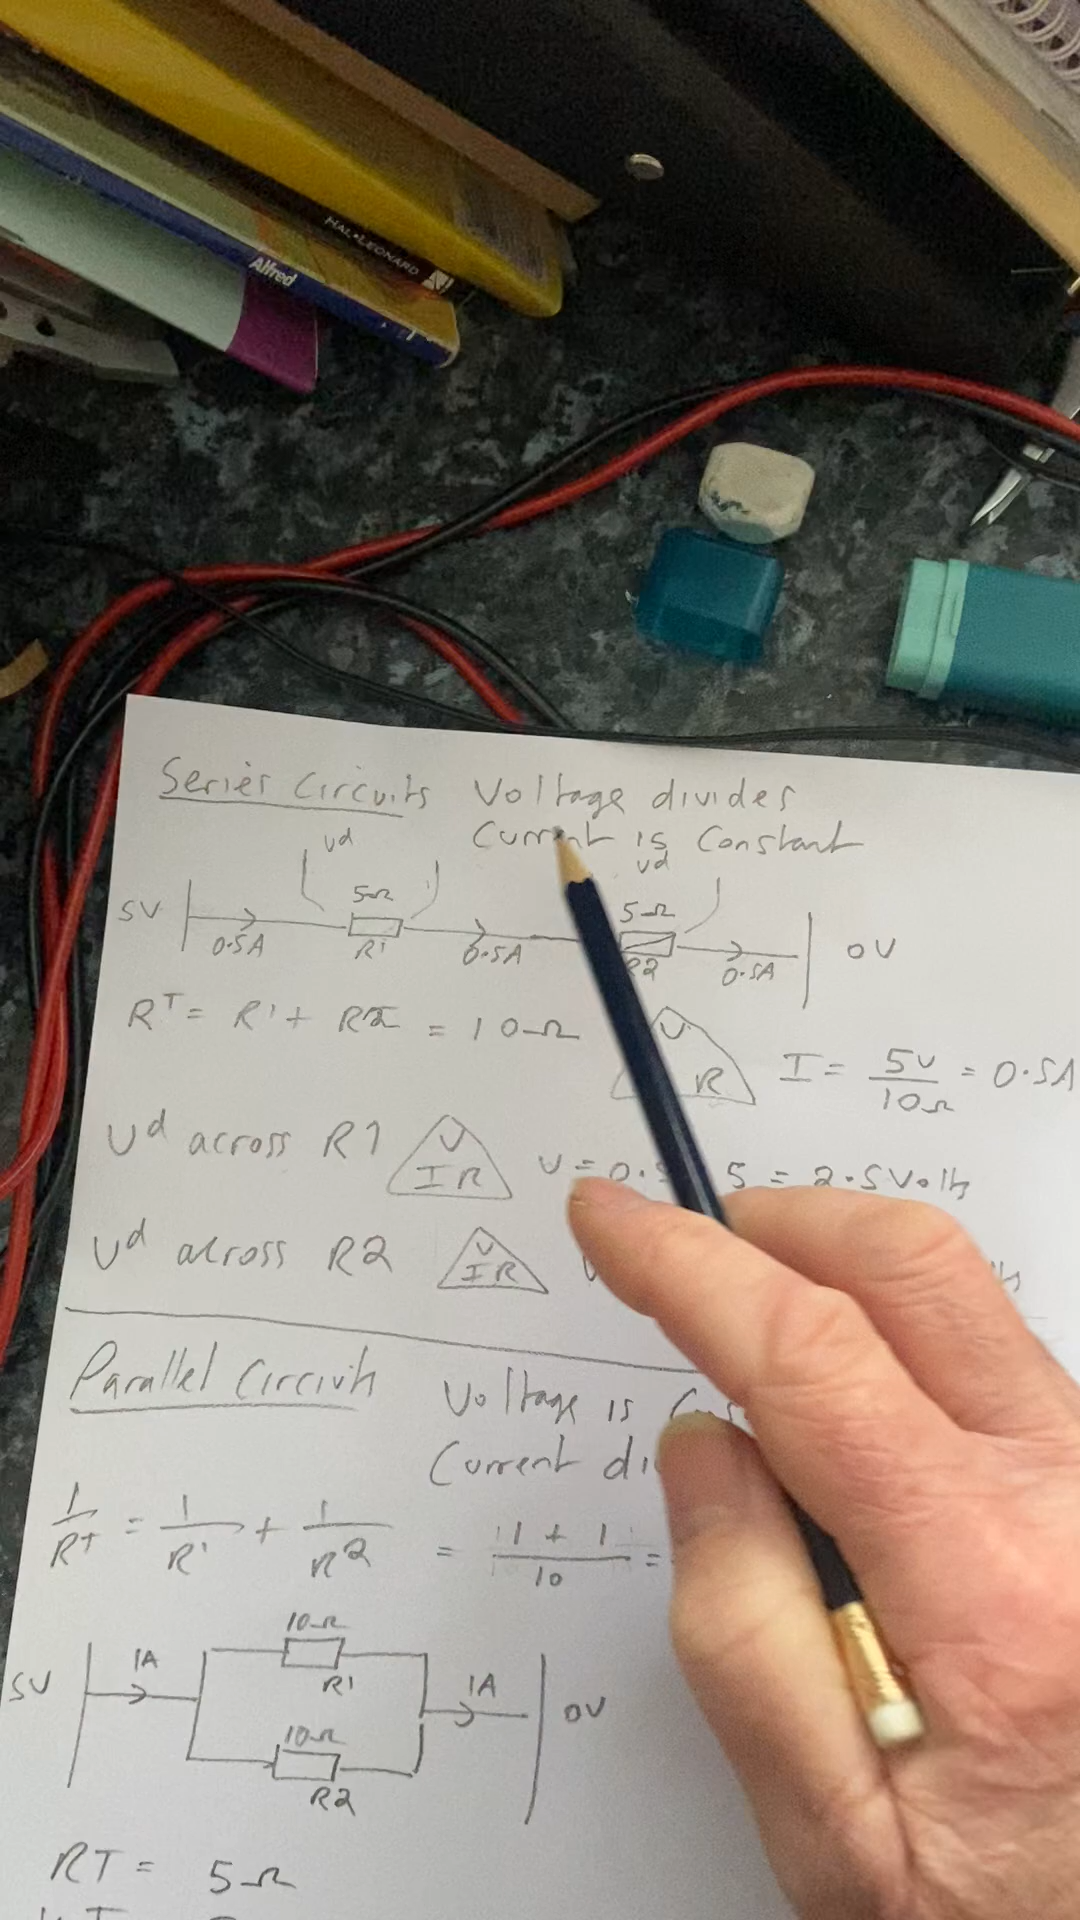 HAL•LEONARD
Alfred
Series Circuits Voltage divides
Current is Constant
vd
vd
5Ω
5Ω
5V
0V
0.5A
R1
0.5A
R2
0.5A
RT = R1 + R2 = 10Ω
V
R
I = 5V/10Ω = 0.5A
Vd across R1
V
I R
V = 0.5 5 = 2.5 Volts
Vd across R2
V
I R
Parallel Circuits
Voltage is
Current
1/RT = 1/R1 + 1/R2 = 1 + 1/10 =
10Ω
1A
R1
1A
5V
0V
10Ω
R2
RT = 5Ω